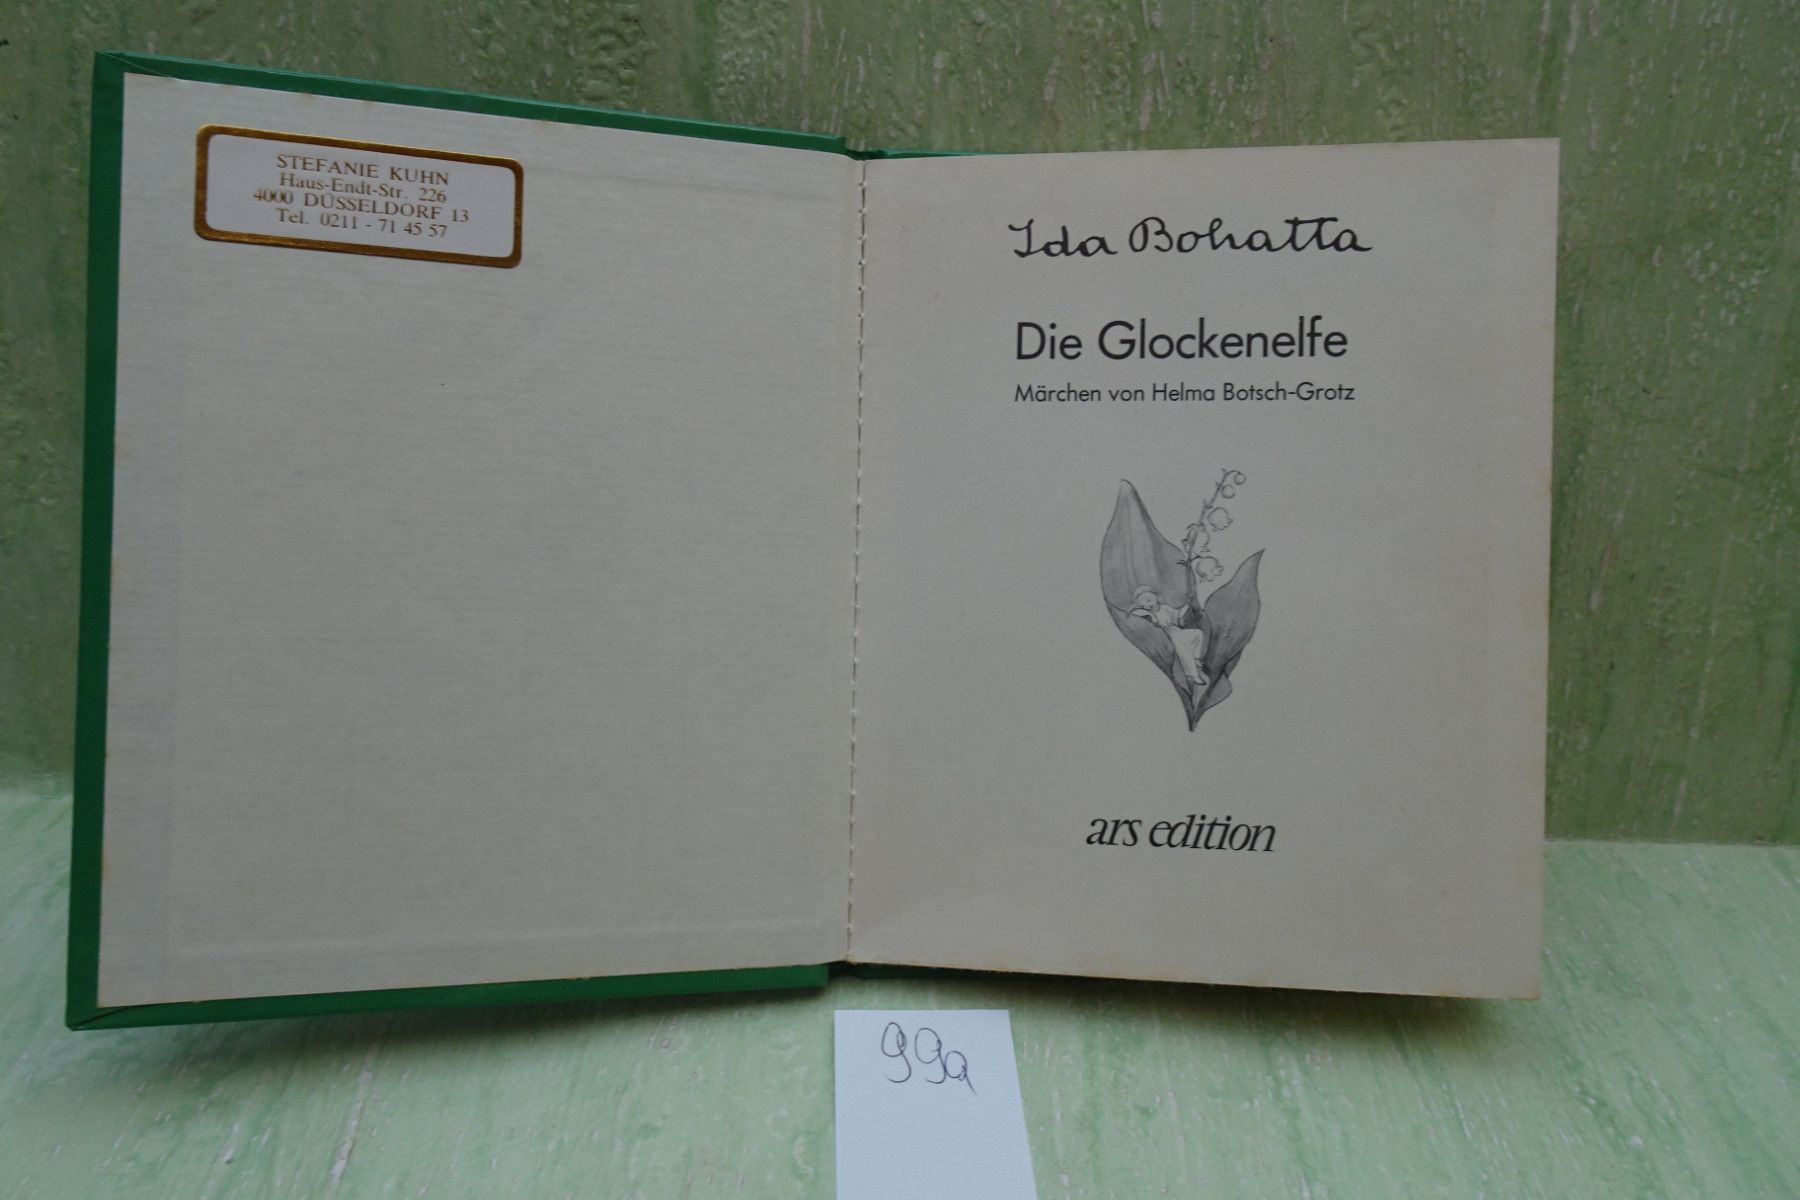 STEFANIE KUHN
Haus-Endt-Str. 226
4000 DÜSSELDORF 13
Tel. 0211 - 71 45 57
Ida Bohatta
Die Glockenelfe
Märchen von Helma Botsch-Grotz
ars edition
99a